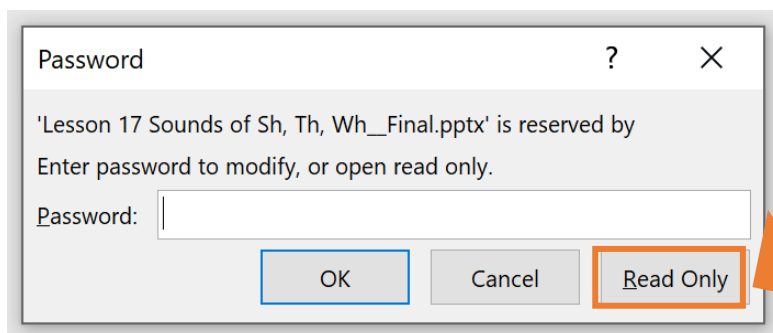 Password ?
'Lesson 17 Sounds of Sh, Th, Wh__Final.pptx' is reserved by
Enter password to modify, or open read only.
Password:
OK Cancel Read Only